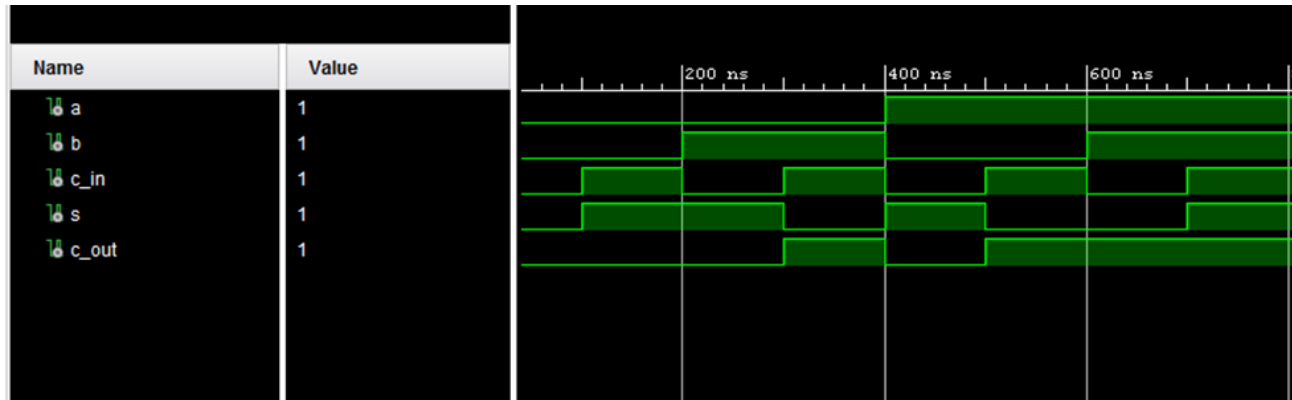 Name Value
200 ns 400 ns 600 ns
a 1
b 1
c_in 1
s 1
c_out 1